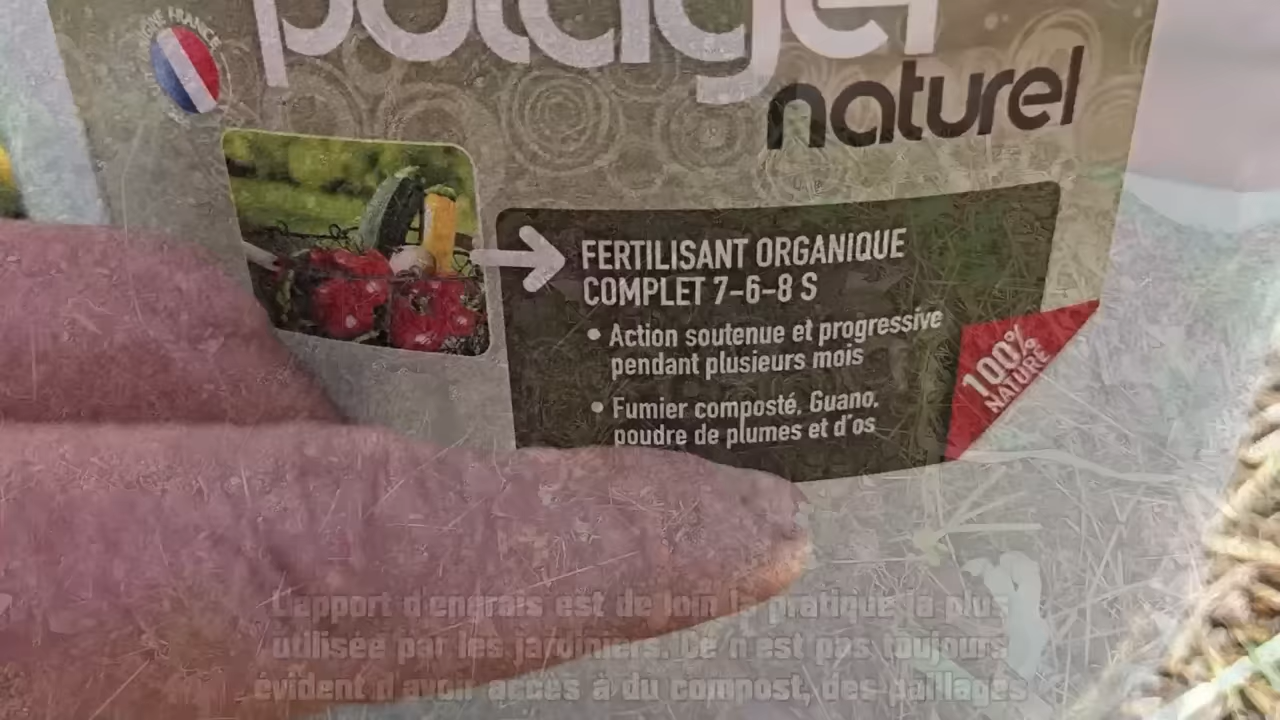 potager
naturel
FERTILISANT ORGANIQUE
COMPLET 7-6-8 S
• Action soutenue et progressive
pendant plusieurs mois
• Fumier composté, Guano,
poudre de plumes et d'os
100%
NATUREL
L'apport d'engrais est de loin la pratique la plus
utilisée par les jardiniers. Ce n'est pas toujours
évident d'avoir accès à du compost, des paillages